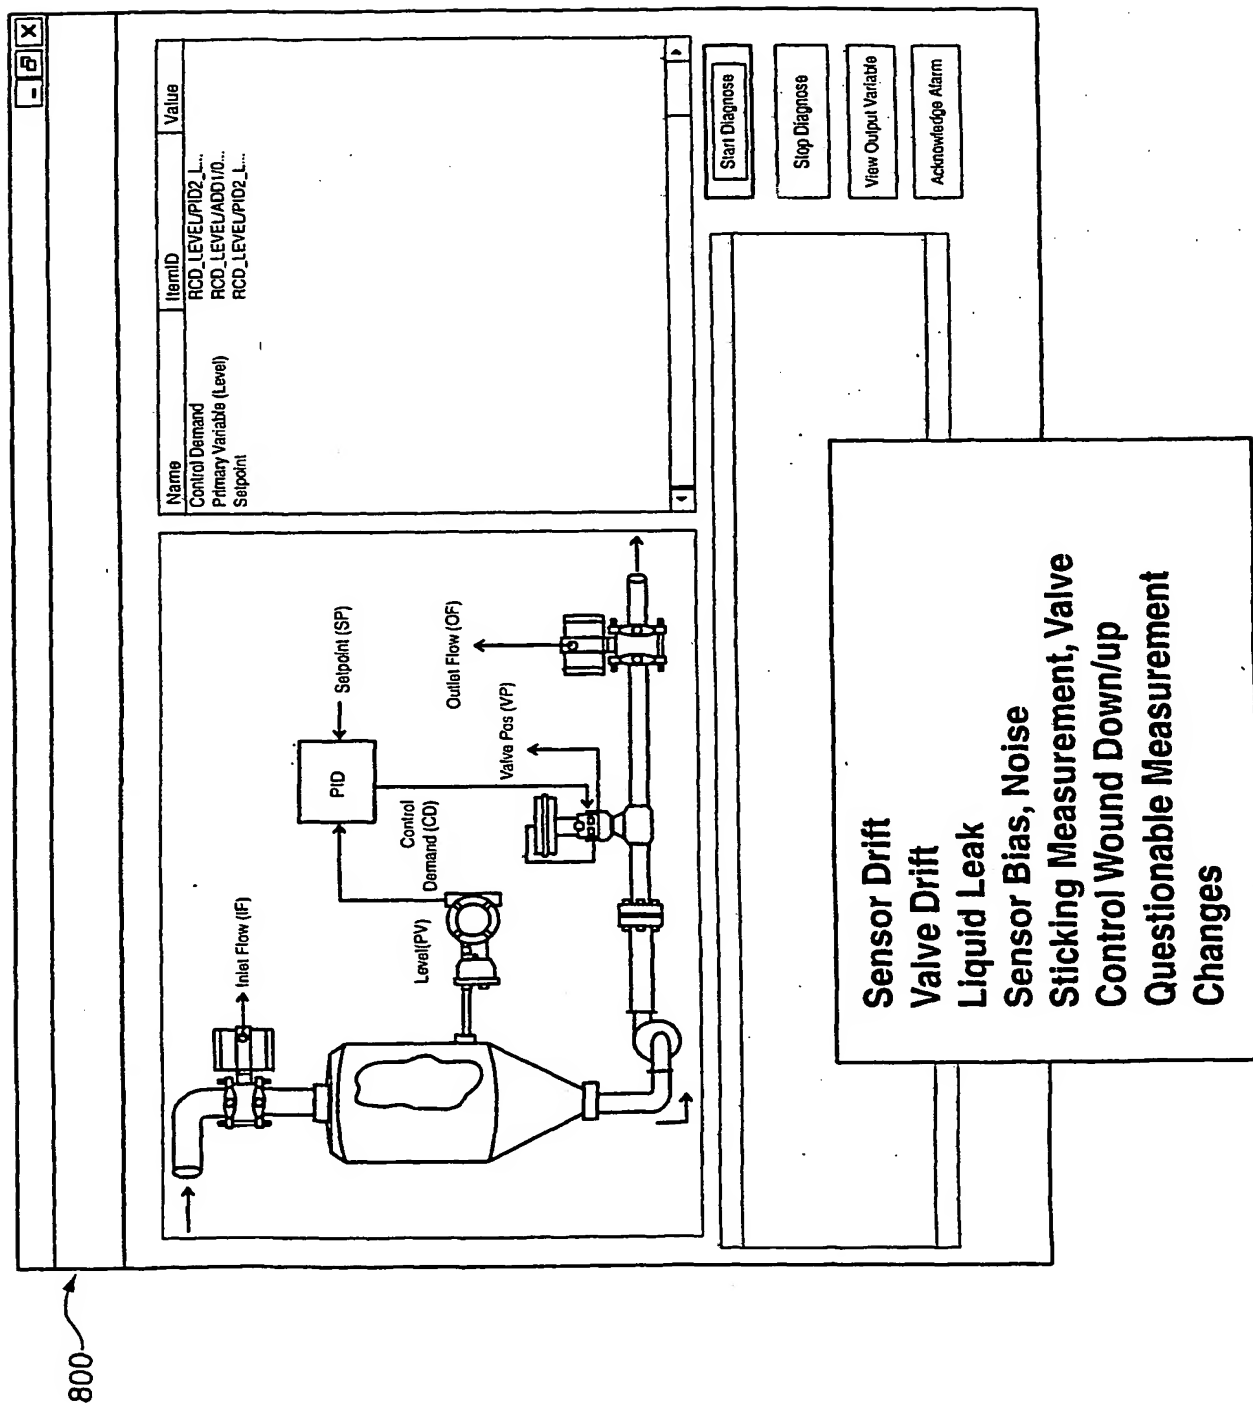 800
Name ItemID Value
Control Demand RCD_LEVEL/PID2_L...
Primary Variable (Level) RCD_LEVEL/ADD1/O...
Setpoint RCD_LEVEL/PID2_L...
Inlet Flow (IF)
Setpoint (SP)
PID
Level(PV)
Control
Demand (CD)
Valve Pos (VP)
Outlet Flow (OF)
Start Diagnose
Stop Diagnose
View Output Variable
Acknowledge Alarm
Sensor Drift
Valve Drift
Liquid Leak
Sensor Bias, Noise
Sticking Measurement, Valve
Control Wound Down/up
Questionable Measurement
Changes